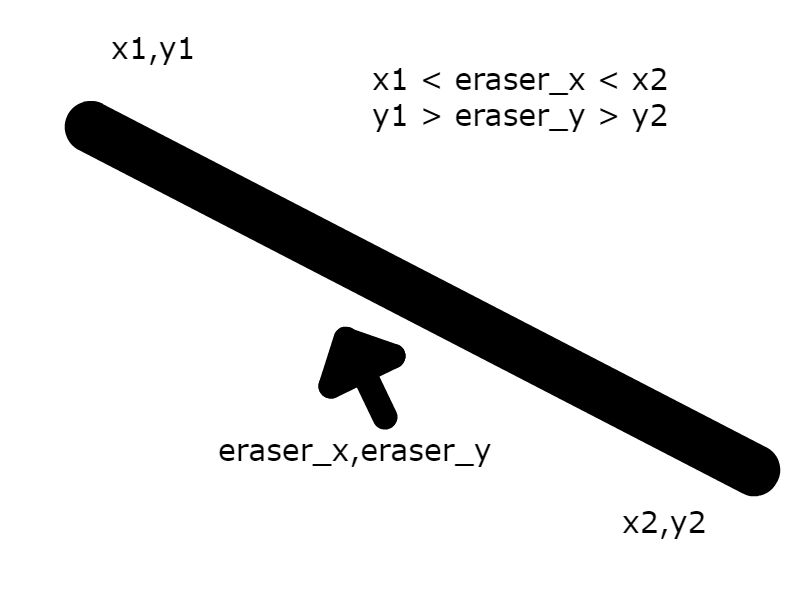 x1,y1
x1 < eraser_x < x2
y1 > eraser_y > y2
eraser_x,eraser_y
x2,y2